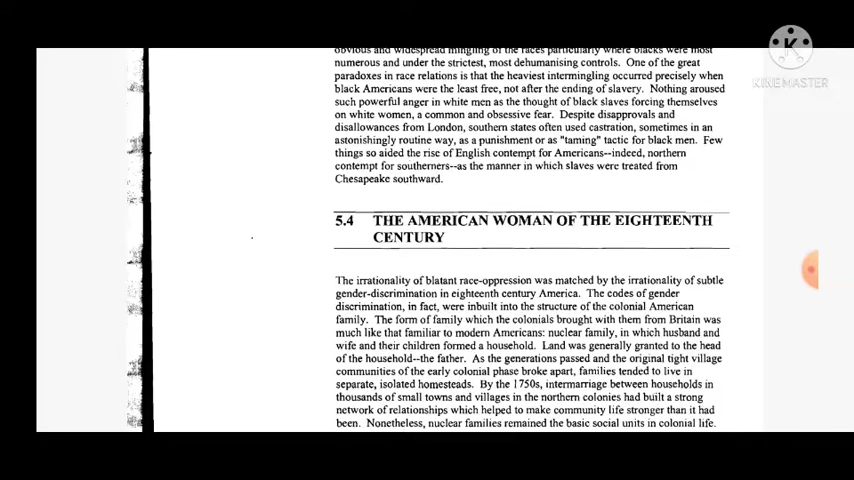 obvious and widespread mingling of the races particularly where blacks were most
numerous and under the strictest, most dehumanising controls. One of the great
paradoxes in race relations is that the heaviest intermingling occurred precisely when
black Americans were the least free, not after the ending of slavery. Nothing aroused
such powerful anger in white men as the thought of black slaves forcing themselves
on white women, a common and obsessive fear. Despite disapprovals and
disallowances from London, southern states often used castration, sometimes in an
astonishingly routine way, as a punishment or as "taming" tactic for black men. Few
things so aided the rise of English contempt for Americans--indeed, northern
contempt for southerners--as the manner in which slaves were treated from
Chesapeake southward.
5.4 THE AMERICAN WOMAN OF THE EIGHTEENTH
CENTURY
The irrationality of blatant race-oppression was matched by the irrationality of subtle
gender-discrimination in eighteenth century America. The codes of gender
discrimination, in fact, were inbuilt into the structure of the colonial American
family. The form of family which the colonials brought with them from Britain was
much like that familiar to modern Americans: nuclear family, in which husband and
wife and their children formed a household. Land was generally granted to the head
of the household--the father. As the generations passed and the original tight village
communities of the early colonial phase broke apart, families tended to live in
separate, isolated homesteads. By the 1750s, intermarriage between households in
thousands of small towns and villages in the northern colonies had built a strong
network of relationships which helped to make community life stronger than it had
been. Nonetheless, nuclear families remained the basic social units in colonial life.
K
KINEMASTER